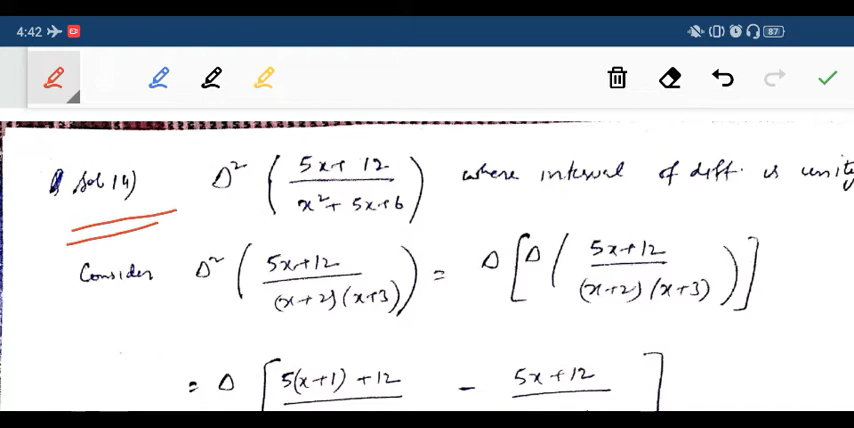 4:42 87
Sol 14) Δ² ( (5x+12) / (x²+5x+6) ) where interval of diff. is unity
Consider Δ² ( (5x+12) / ((x+2)(x+3)) ) = Δ [ Δ ( (5x+12) / ((x+2)(x+3)) ) ]
= Δ [ 5(x+1)+12 / - 5x+12 / ]